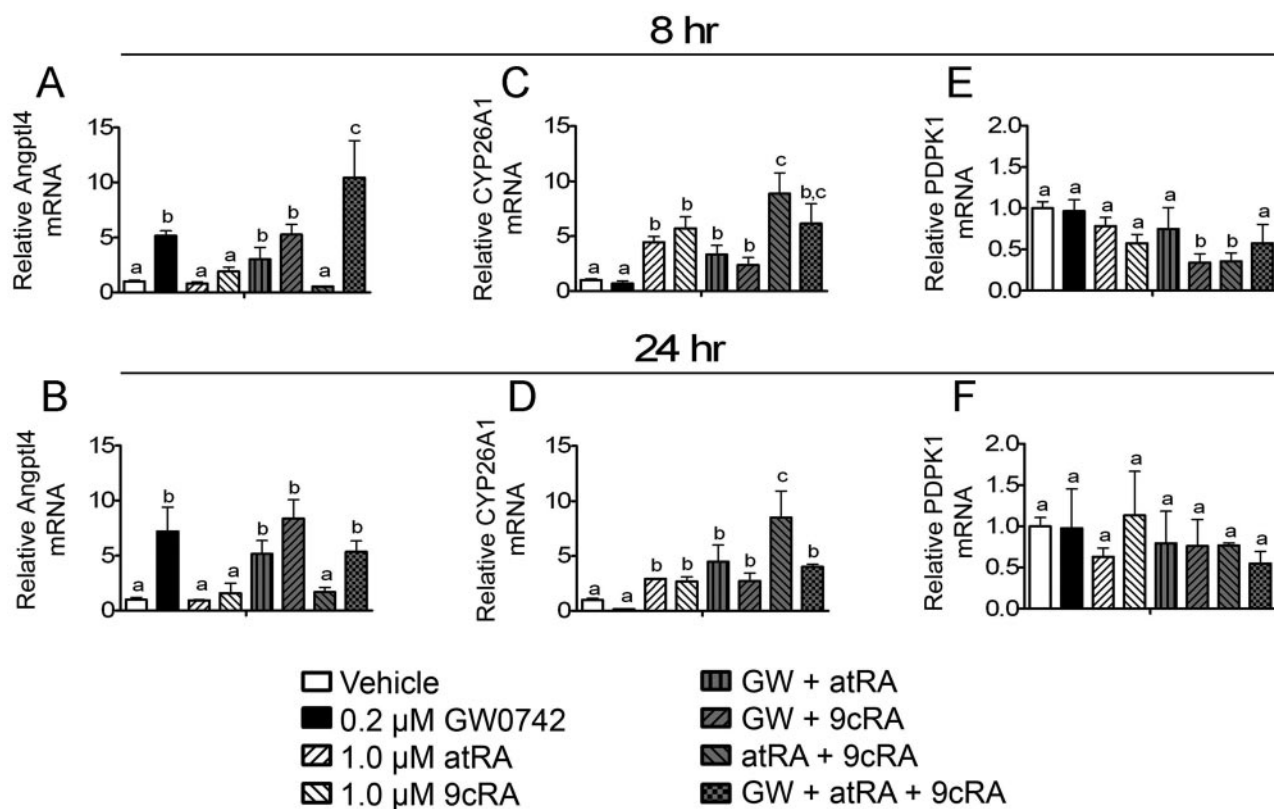 8 hr
A
Relative Angptl4
mRNA
15
10
5
0
a
b
a
a
b
b
a
c
C
Relative CYP26A1
mRNA
15
10
5
0
a
a
b
b
b
b
c
b,c
E
Relative PDPK1
mRNA
2.0
1.5
1.0
0.5
0.0
a
a
a
a
a
b
b
a
24 hr
B
Relative Angptl4
mRNA
15
10
5
0
a
b
a
a
b
b
a
b
D
Relative CYP26A1
mRNA
15
10
5
0
a
a
b
b
b
b
c
b
F
Relative PDPK1
mRNA
2.0
1.5
1.0
0.5
0.0
a
a
a
a
a
a
a
a
Vehicle
0.2 µM GW0742
1.0 µM atRA
1.0 µM 9cRA
GW + atRA
GW + 9cRA
atRA + 9cRA
GW + atRA + 9cRA